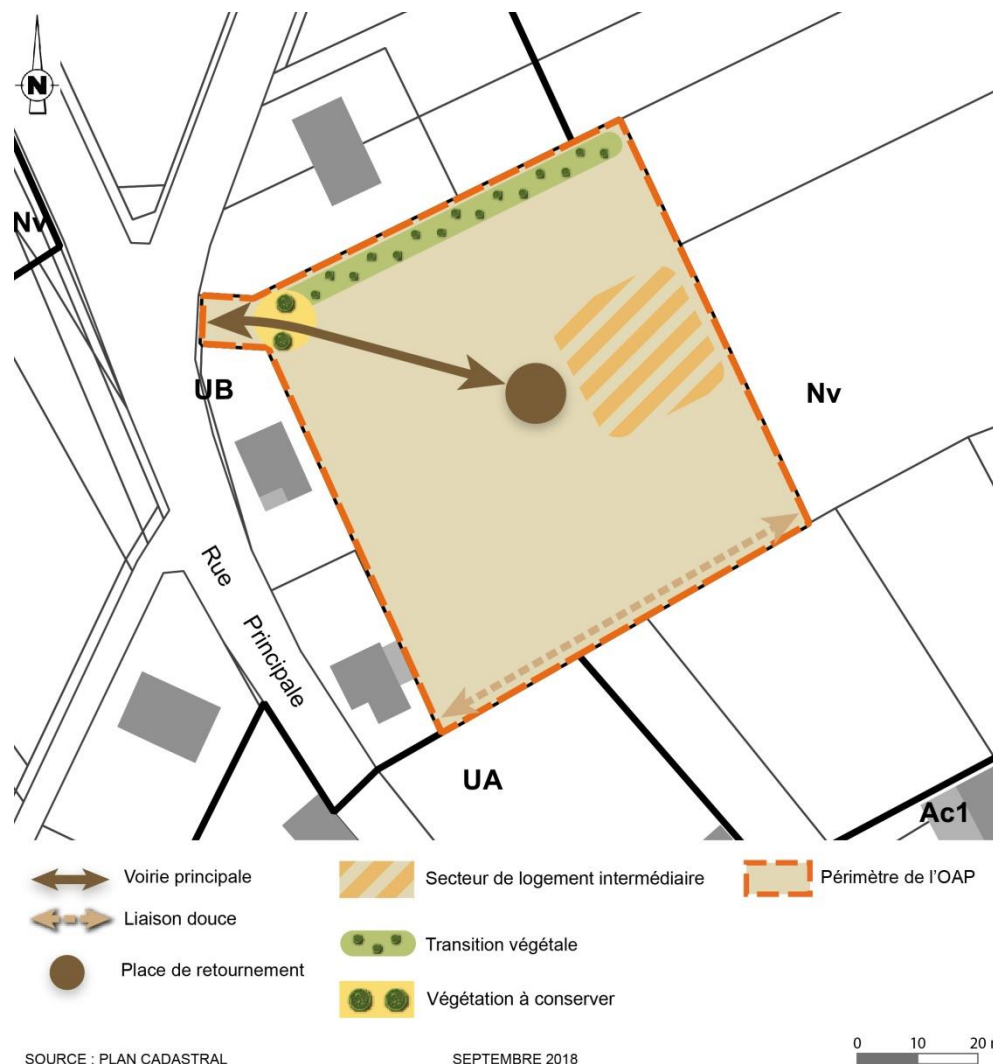 N
Nv
UB
Nv
Rue
Principale
UA
Ac1
Voirie principale
Liaison douce
Place de retournement
Secteur de logement intermédiaire
Transition végétale
Végétation à conserver
Périmètre de l'OAP
SOURCE : PLAN CADASTRAL
SEPTEMBRE 2018
0 10 20